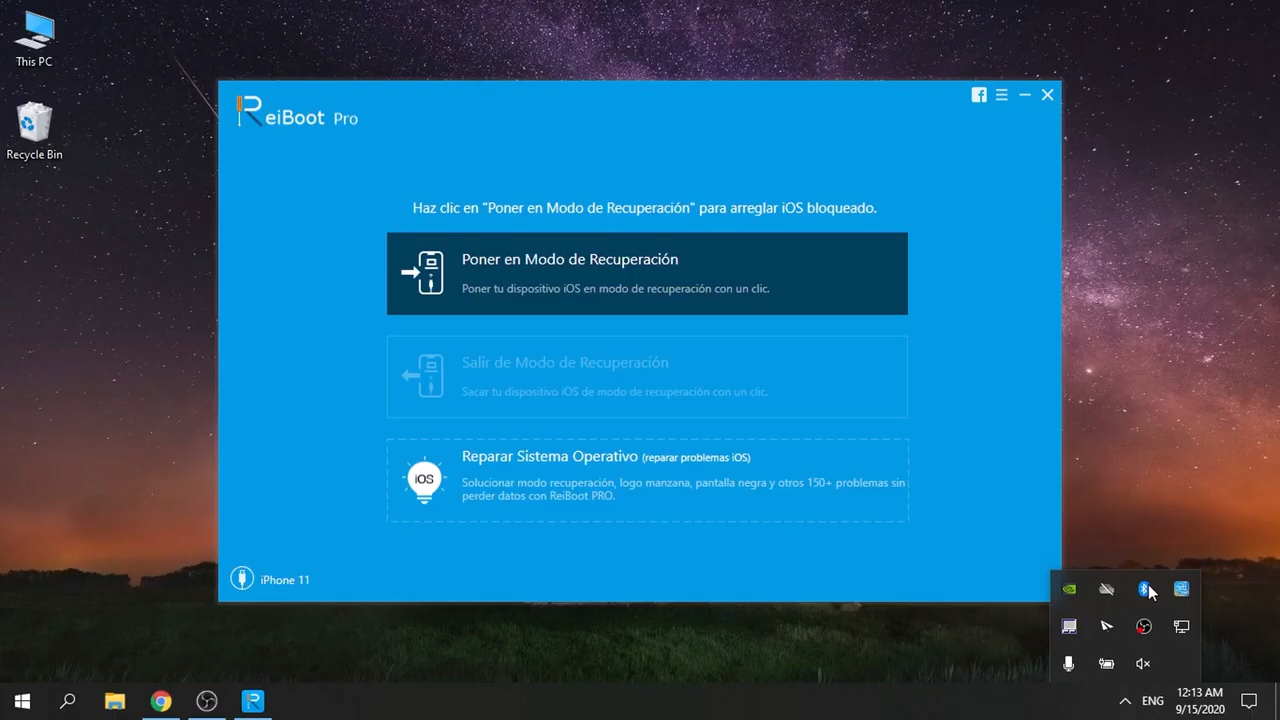 This PC
Recycle Bin
ReiBoot Pro
Haz clic en "Poner en Modo de Recuperación" para arreglar iOS bloqueado.
Poner en Modo de Recuperación
Poner tu dispositivo iOS en modo de recuperación con un clic.
Salir de Modo de Recuperación
Sacar tu dispositivo iOS de modo de recuperación con un clic.
iOS
Reparar Sistema Operativo (reparar problemas iOS)
Solucionar modo recuperación, logo manzana, pantalla negra y otros 150+ problemas sin
perder datos con ReiBoot PRO.
iPhone 11
ENG
12:13 AM
9/15/2020